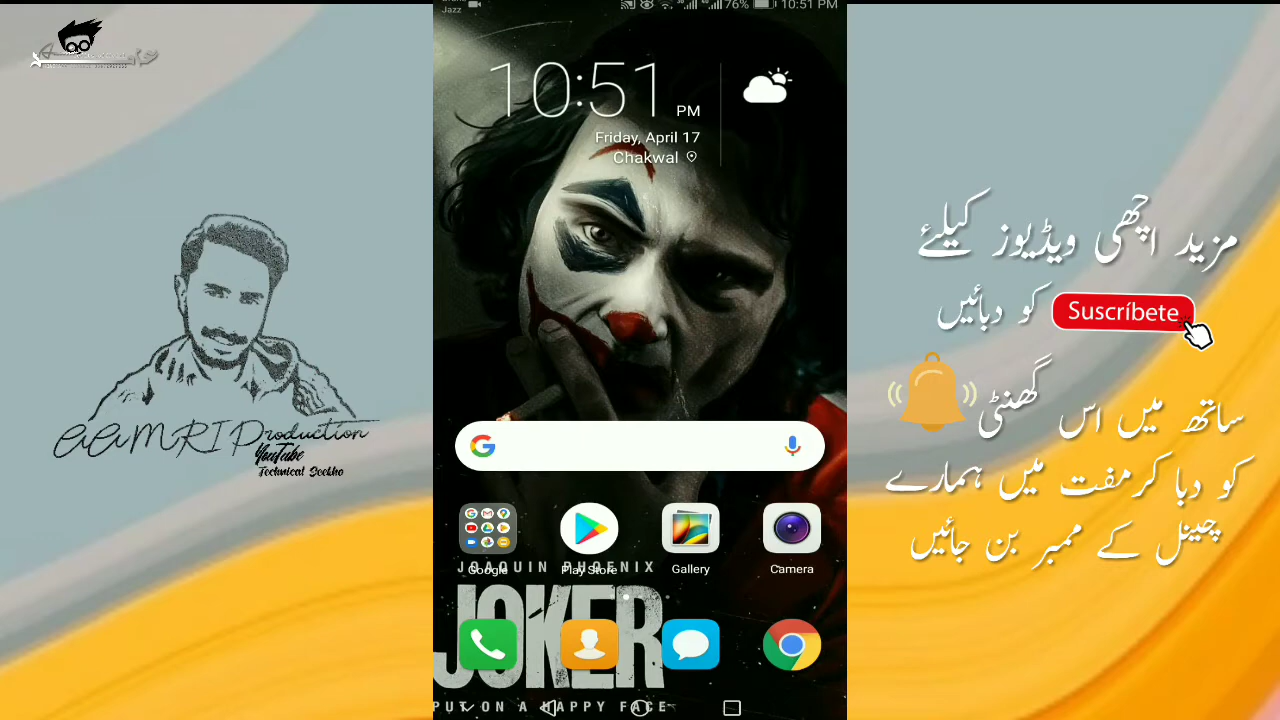 Jazz
76%
10:51 PM
10:51 PM
Friday, April 17
Chakwal
Google
Play Store
Gallery
Camera
JOAQUIN PHOENIX
JOKER
PUT ON A HAPPY FACE
AAMRI Production
YouTube
Technical Seekho
مزید اچھی ویڈیوز کیلئے
Suscríbete کو دبائیں
ساتھ میں اس گھنٹی
کو دبا کر مفت میں ہمارے
چینل کے ممبر بن جائیں